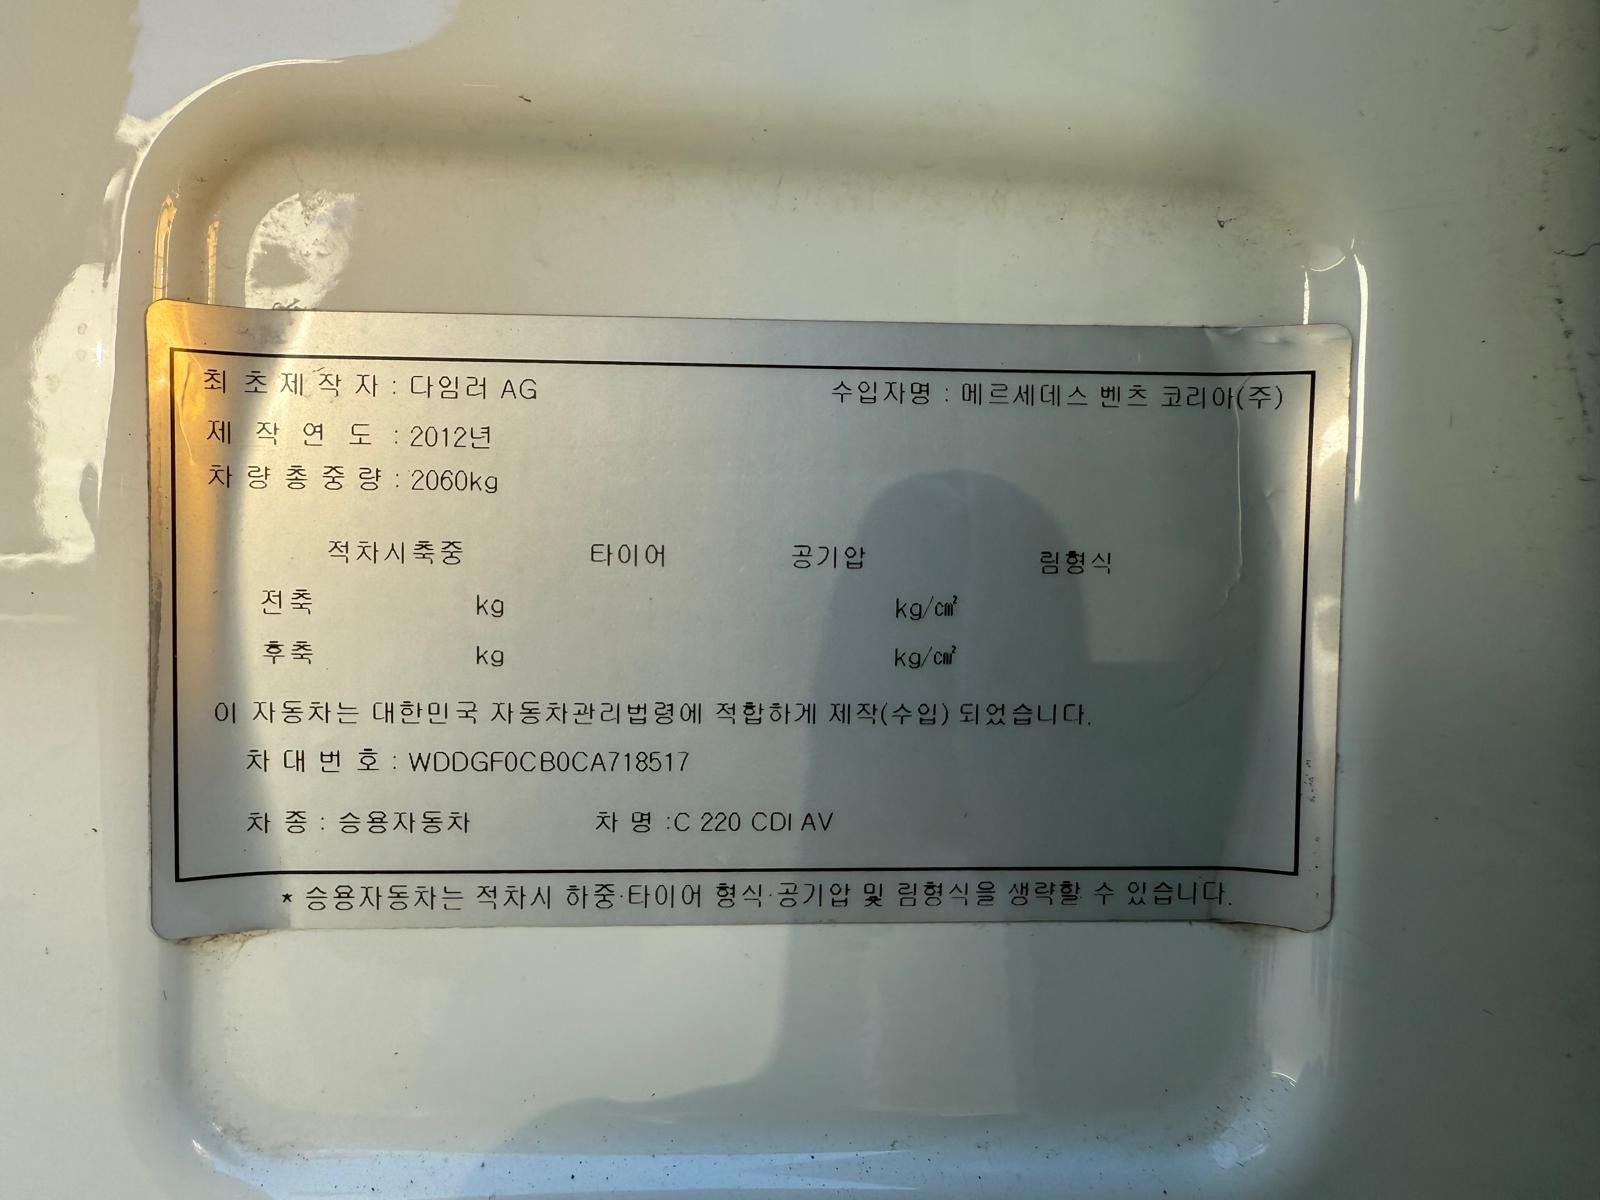 최초제작자 : 다임러 AG 수입자명 : 메르세데스 벤츠 코리아(주)
제작연도 : 2012년
차량총중량 : 2060kg
적차시축중 타이어 공기압 림형식
전축 kg kg/㎠
후축 kg kg/㎠
이 자동차는 대한민국 자동차관리법령에 적합하게 제작(수입) 되었습니다.
차대번호 : WDDGF0CB0CA718517
차종 : 승용자동차 차명 :C 220 CDI AV
* 승용자동차는 적차시 하중·타이어 형식·공기압 및 림형식을 생략할 수 있습니다.